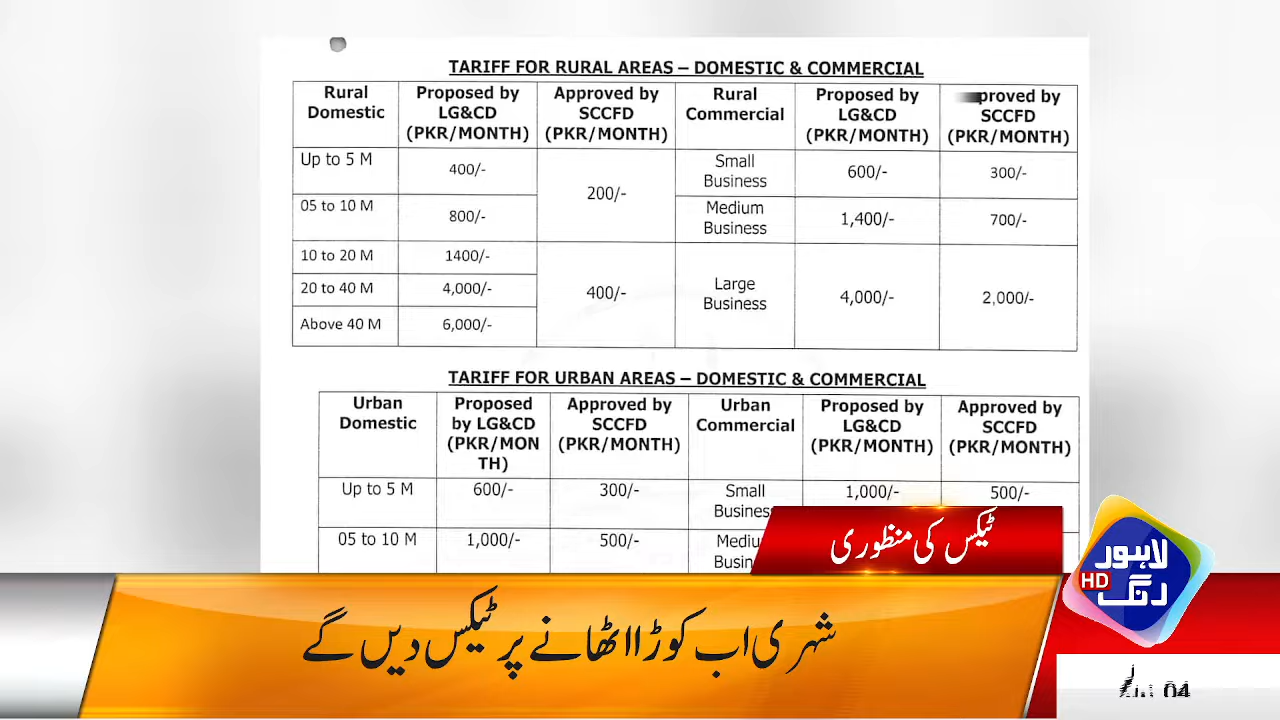 TARIFF FOR RURAL AREAS – DOMESTIC & COMMERCIAL
Rural Domestic | Proposed by LG&CD (PKR/MONTH) | Approved by SCCFD (PKR/MONTH) | Rural Commercial | Proposed by LG&CD (PKR/MONTH) | proved by SCCFD (PKR/MONTH)
Up to 5 M | 400/- | 200/- | Small Business | 600/- | 300/-
05 to 10 M | 800/- | Medium Business | 1,400/- | 700/-
10 to 20 M | 1400/- | 400/- | Large Business | 4,000/- | 2,000/-
20 to 40 M | 4,000/-
Above 40 M | 6,000/-
TARIFF FOR URBAN AREAS – DOMESTIC & COMMERCIAL
Urban Domestic | Proposed by LG&CD (PKR/MON TH) | Approved by SCCFD (PKR/MONTH) | Urban Commercial | Proposed by LG&CD (PKR/MONTH) | Approved by SCCFD (PKR/MONTH)
Up to 5 M | 600/- | 300/- | Small Business | 1,000/- | 500/-
05 to 10 M | 1,000/- | 500/-
ٹیکس کی منظوری
شہری اب کوڑا اٹھانے پر ٹیکس دیں گے
لاہور
رنگ
HD
04